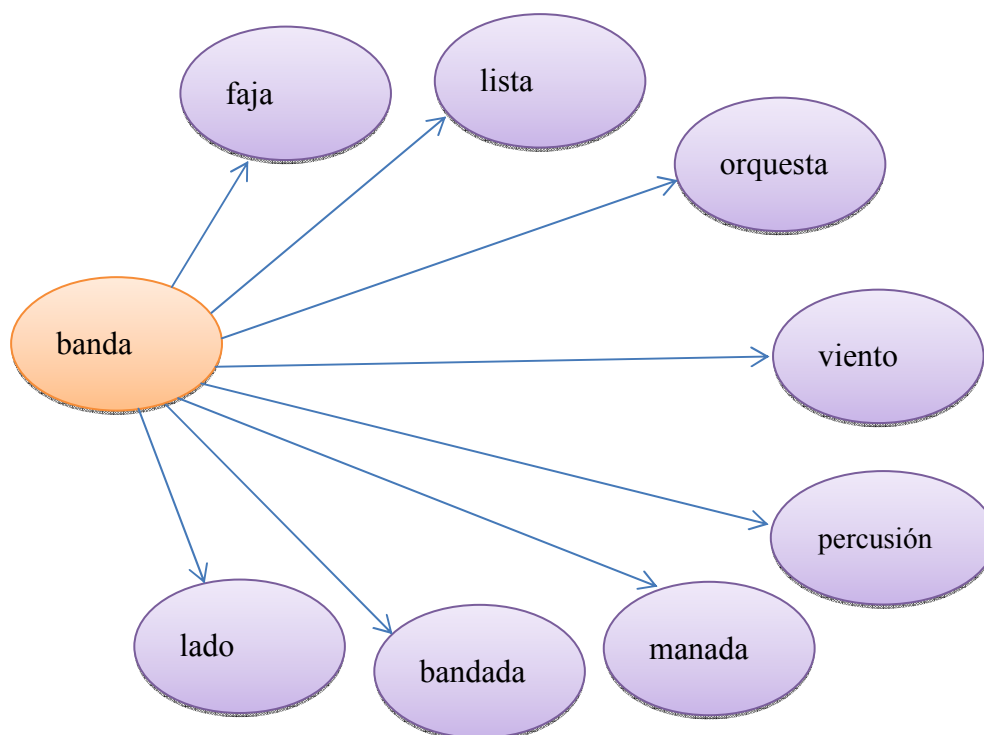 faja
lista
orquesta
banda
viento
percusión
lado
bandada
manada